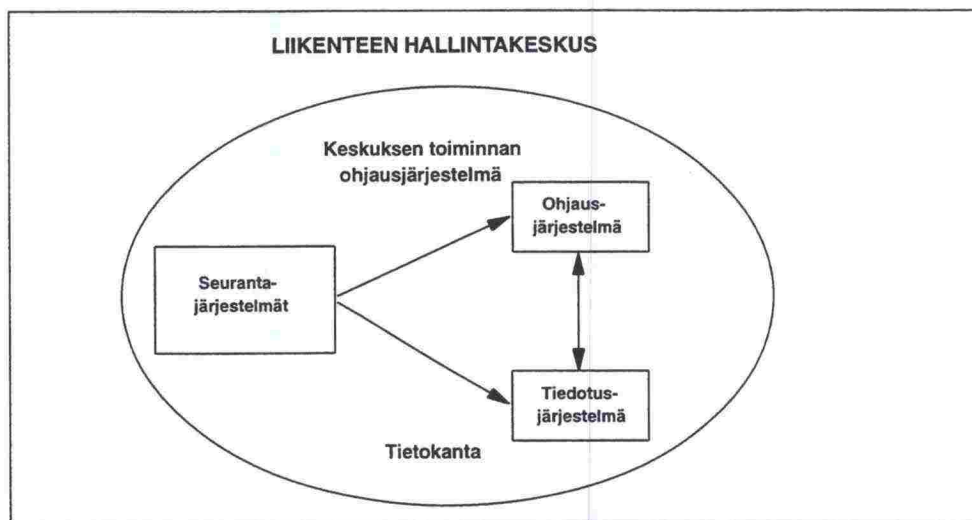 LIIKENTEEN HALLINTAKESKUS
Keskuksen toiminnan
ohjausjärjestelmä
Ohjaus-
järjestelmä
Seuranta-
järjestelmät
Tiedotus-
järjestelmä
Tietokanta